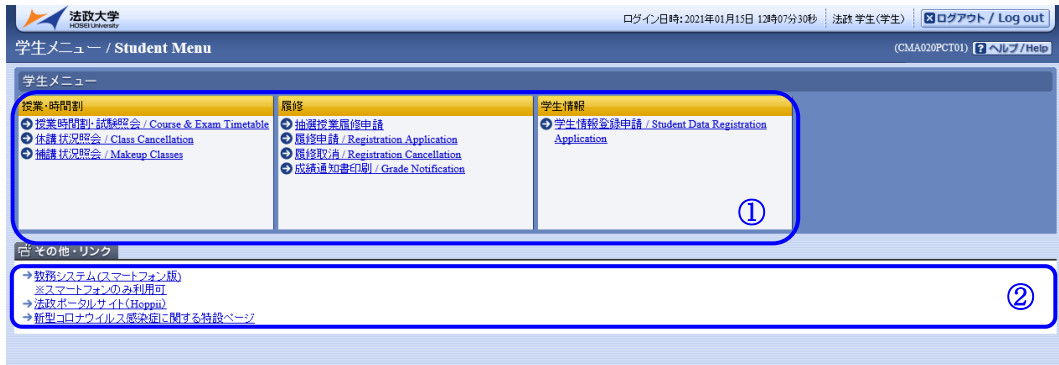 法政大学
HOSEI University
ログイン日時：2021年01月15日 12時07分30秒 法政 学生(学生) ログアウト / Log out
学生メニュー / Student Menu
(CMA020PCT01) ? ヘルプ/Help
学生メニュー
授業・時間割
授業時間割・試験照会 / Course & Exam Timetable
休講状況照会 / Class Cancellation
補講状況照会 / Makeup Classes
履修
抽選授業履修申請
履修申請 / Registration Application
履修取消 / Registration Cancellation
成績通知書印刷 / Grade Notification
学生情報
学生情報登録申請 / Student Data Registration
Application
①
その他・リンク
教務システム(スマートフォン版)
※スマートフォンのみ利用可
法政ポータルサイト(Hoppii)
新型コロナウイルス感染症に関する特設ページ
②